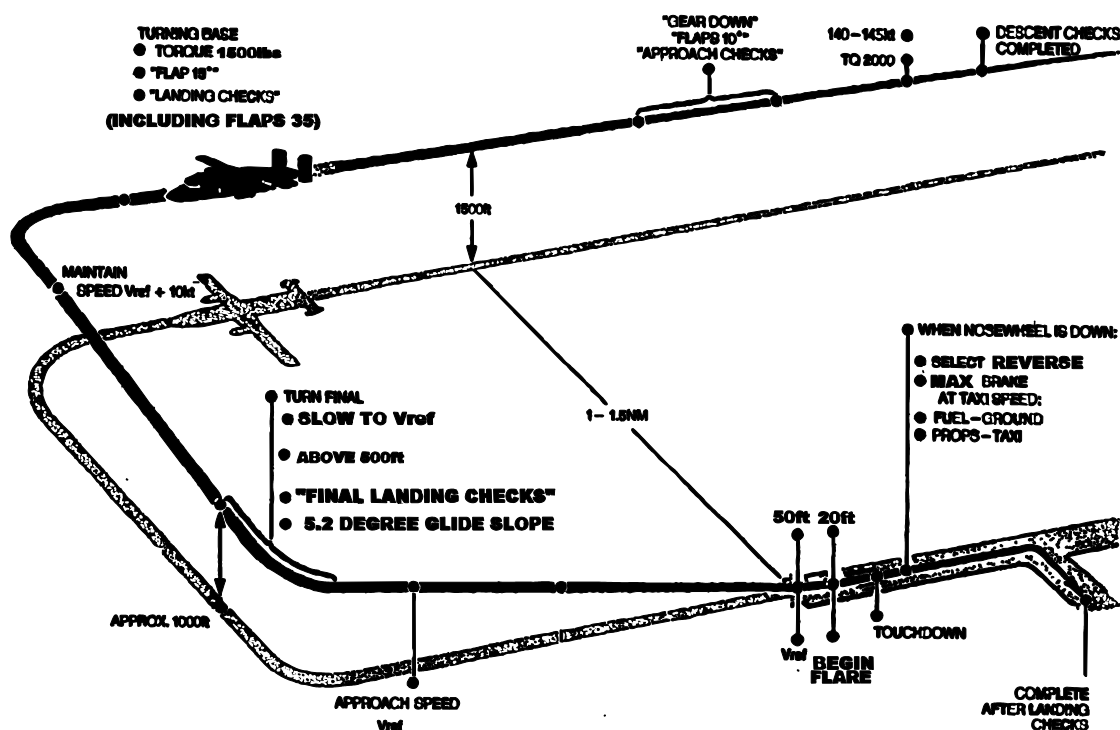 TURNING BASE
TORQUE 1500lbs
"FLAP 15°"
"LANDING CHECKS"
(INCLUDING FLAPS 35)
"GEAR DOWN"
"FLAPS 10°"
"APPROACH CHECKS"
140-145kt
TQ 2000
DESCENT CHECKS
COMPLETED
1500ft
MAINTAIN
SPEED Vref + 10kt
TURN FINAL
SLOW TO Vref
ABOVE 500ft
"FINAL LANDING CHECKS"
5.2 DEGREE GLIDE SLOPE
1-1.5NM
WHEN NOSEWHEEL IS DOWN:
SELECT REVERSE
MAX BRAKE
AT TAXI SPEED:
FUEL-GROUND
PROPS-TAXI
50ft 20ft
APPROX. 1000ft
TOUCHDOWN
Vref
BEGIN
FLARE
APPROACH SPEED
Vref
COMPLETE
AFTER LANDING
CHECKS